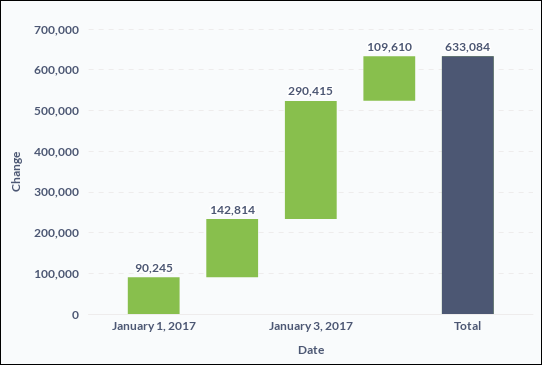 700,000
600,000
500,000
400,000
300,000
200,000
100,000
0
Change
90,245
142,814
290,415
109,610
633,084
January 1, 2017
January 3, 2017
Total
Date